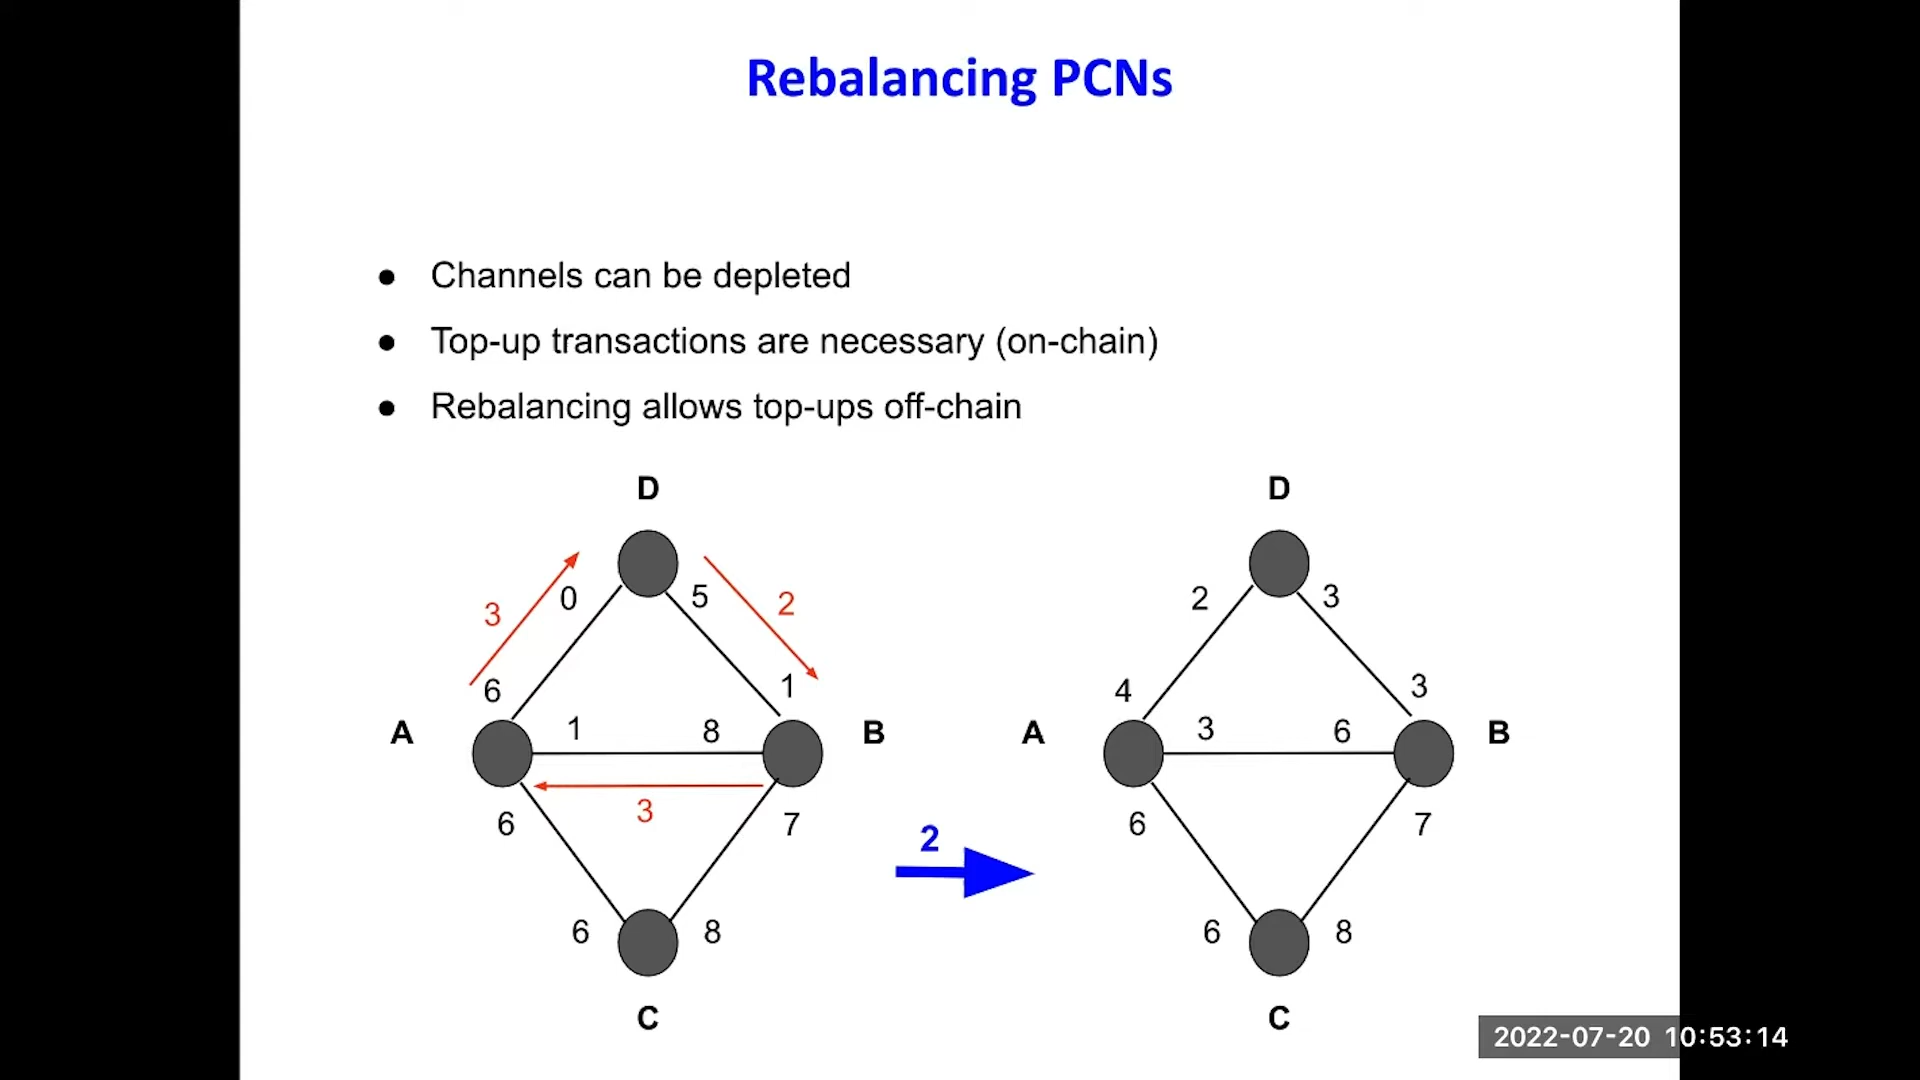 Rebalancing PCNs
● Channels can be depleted
● Top-up transactions are necessary (on-chain)
● Rebalancing allows top-ups off-chain
D D
3 0 5 2 2 3
6 1 4 3
A 1 8 B A 3 6 B
3
6 7 6 7
2
6 8 6 8
C C
2022-07-20 10:53:14